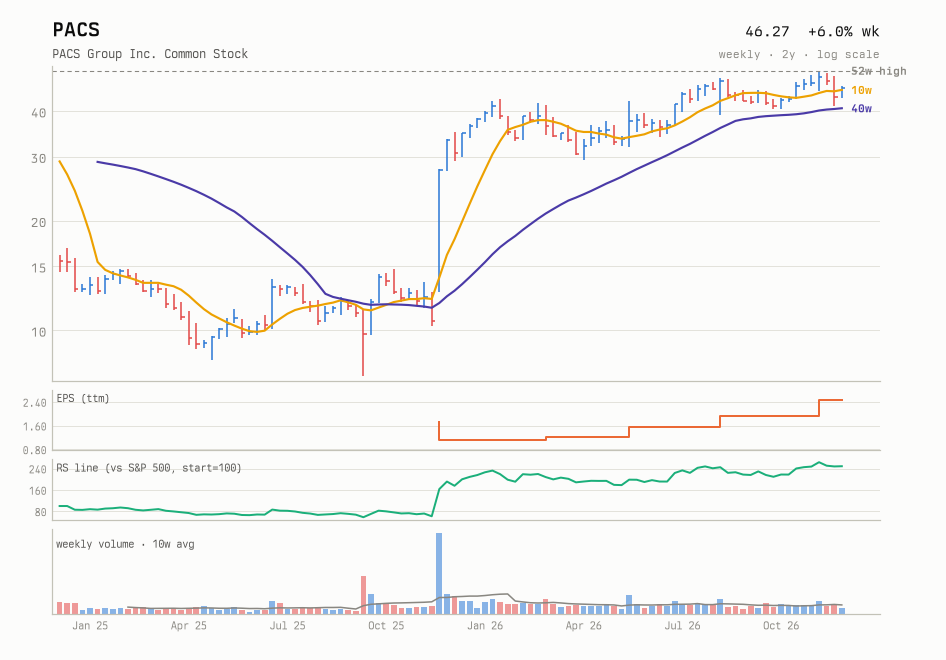 PACS
46.27 +6.0% wk
PACS Group Inc. Common Stock
weekly · 2y · log scale
52w high
10w
40w
40
30
20
15
10
EPS (ttm)
2.40
1.60
0.80
RS line (vs S&P 500, start=100)
240
160
80
weekly volume · 10w avg
Jan 25
Apr 25
Jul 25
Oct 25
Jan 26
Apr 26
Jul 26
Oct 26